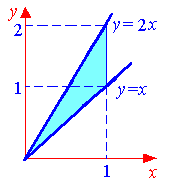 y
2
y = 2x
1
y = x
1
x